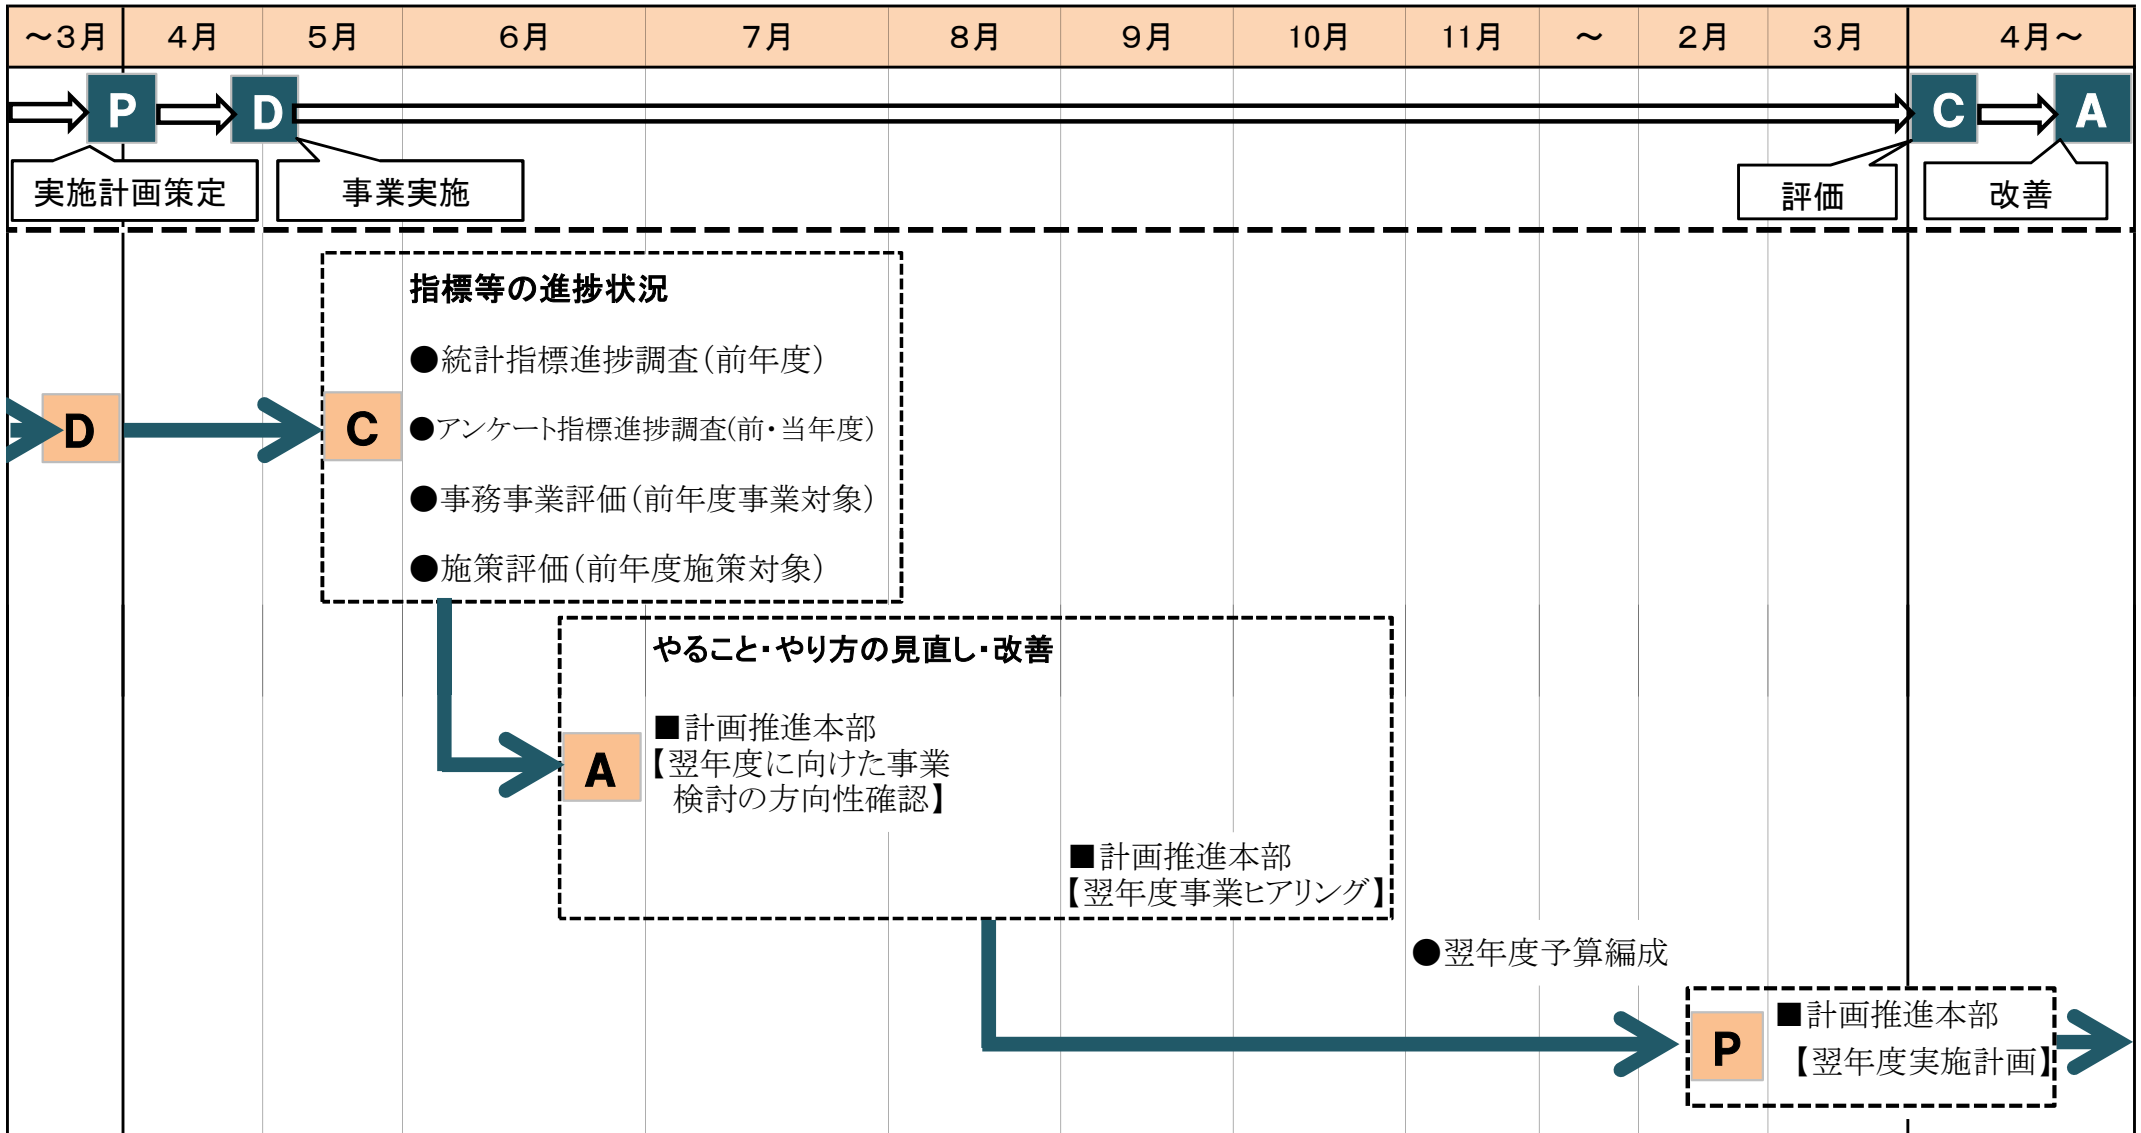 ～3月 4月 5月 6月 7月 8月 9月 10月 11月 ～ 2月 3月 4月～
P D C A
実施計画策定 事業実施 評価 改善
指標等の進捗状況
●統計指標進捗調査(前年度)
D C ●アンケート指標進捗調査(前・当年度)
●事務事業評価(前年度事業対象)
●施策評価(前年度施策対象)
やること・やり方の見直し・改善
■計画推進本部
A 【翌年度に向けた事業
検討の方向性確認】
■計画推進本部
【翌年度事業ヒアリング】
●翌年度予算編成
■計画推進本部
P 【翌年度実施計画】